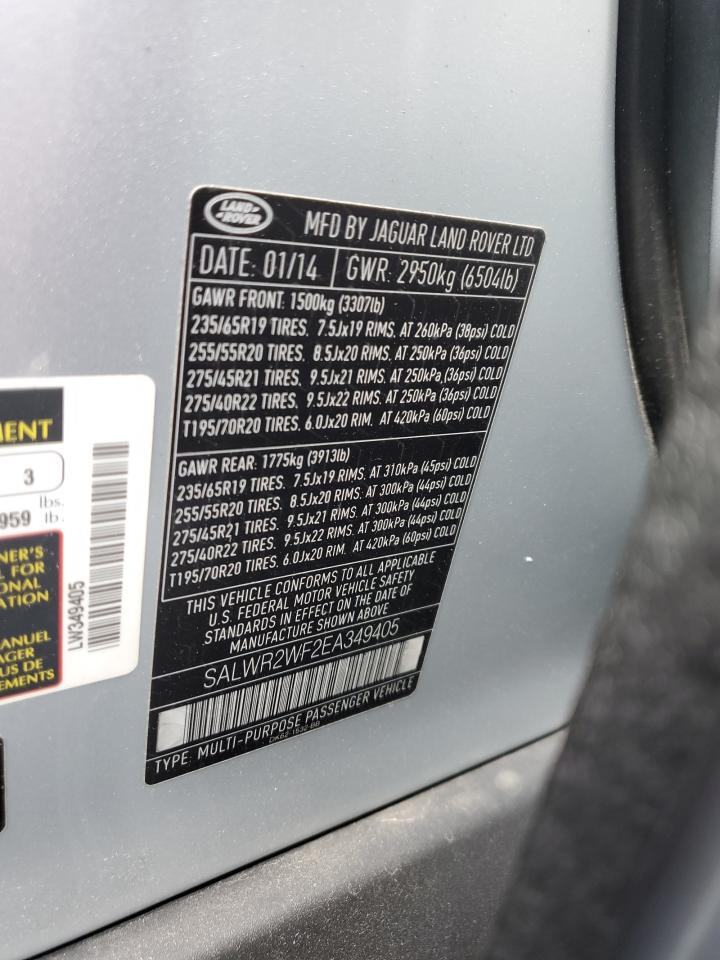 LAND ROVER
MFD BY JAGUAR LAND ROVER LTD
DATE: 01/14 GWR: 2950kg (6504lb)
GAWR FRONT: 1500kg (3307lb)
235/65R19 TIRES. 7.5Jx19 RIMS. AT 260kPa (38psi) COLD
255/55R20 TIRES. 8.5Jx20 RIMS. AT 250kPa (36psi) COLD
275/45R21 TIRES. 9.5Jx21 RIMS. AT 250kPa (36psi) COLD
275/40R22 TIRES. 9.5Jx22 RIMS. AT 250kPa (36psi) COLD
T195/70R20 TIRES. 6.0Jx20 RIM. AT 420kPa (60psi) COLD
GAWR REAR: 1775kg (3913lb)
235/65R19 TIRES. 7.5Jx19 RIMS. AT 310kPa (45psi) COLD
255/55R20 TIRES. 8.5Jx20 RIMS. AT 300kPa (44psi) COLD
275/45R21 TIRES. 9.5Jx21 RIMS. AT 300kPa (44psi) COLD
275/40R22 TIRES. 9.5Jx22 RIMS. AT 300kPa (44psi) COLD
T195/70R20 TIRES. 6.0Jx20 RIM. AT 420kPa (60psi) COLD
THIS VEHICLE CONFORMS TO ALL APPLICABLE
U.S. FEDERAL MOTOR VEHICLE SAFETY
STANDARDS IN EFFECT ON THE DATE OF
MANUFACTURE SHOWN ABOVE
SALWR2WF2EA349405
TYPE: MULTI-PURPOSE PASSENGER VEHICLE
DK62-1532-BB
MENT
3
lbs.
959 lb.
NER'S
L FOR
IONAL
ATION
MANUEL
AGER
US DE
EMENTS
LW349405